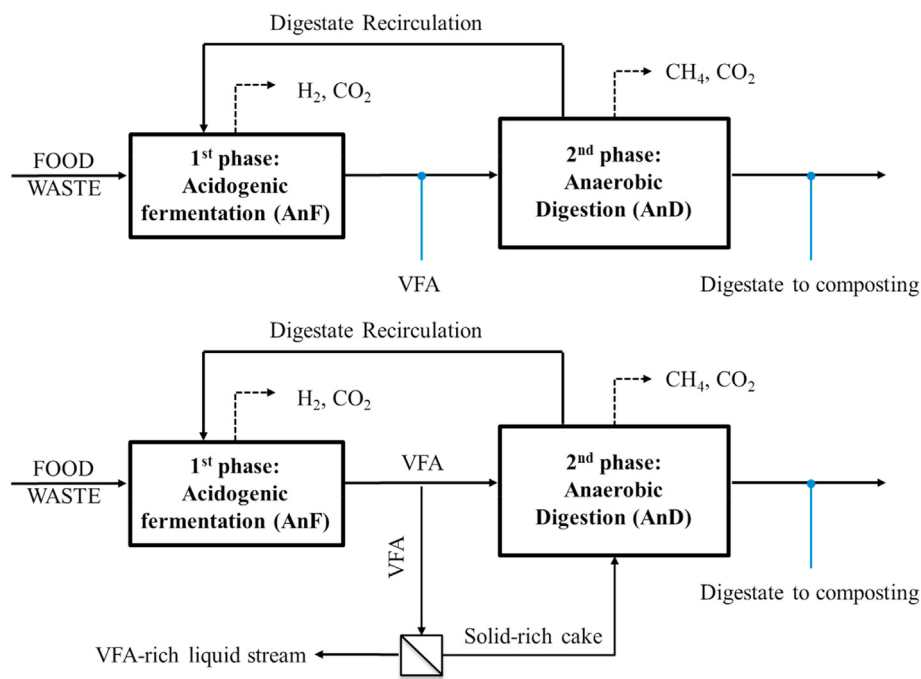 Digestate Recirculation
H₂, CO₂
CH₄, CO₂
FOOD
WASTE
1st phase:
Acidogenic
fermentation (AnF)
2nd phase:
Anaerobic
Digestion (AnD)
VFA
Digestate to composting
Digestate Recirculation
H₂, CO₂
CH₄, CO₂
FOOD
WASTE
1st phase:
Acidogenic
fermentation (AnF)
VFA
2nd phase:
Anaerobic
Digestion (AnD)
VFA
Digestate to composting
Solid-rich cake
VFA-rich liquid stream